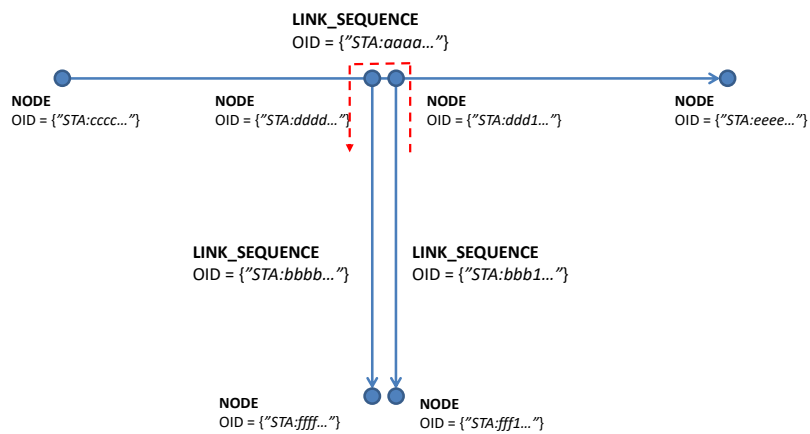 LINK_SEQUENCE
OID = {"STA:aaaa…"}
NODE
OID = {"STA:cccc…"}
NODE
OID = {"STA:dddd…"}
NODE
OID = {"STA:ddd1…"}
NODE
OID = {"STA:eeee…"}
LINK_SEQUENCE
OID = {"STA:bbbb…"}
LINK_SEQUENCE
OID = {"STA:bbb1…"}
NODE
OID = {"STA:ffff…"}
NODE
OID = {"STA:fff1…"}